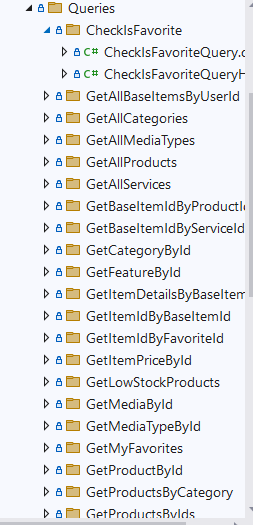 Queries
CheckIsFavorite
C# CheckIsFavoriteQuery.c
C# CheckIsFavoriteQueryH
GetAllBaseItemsByUserId
GetAllCategories
GetAllMediaTypes
GetAllProducts
GetAllServices
GetBaseItemIdByProductId
GetBaseItemIdByServiceId
GetCategoryById
GetFeatureById
GetItemDetailsByBaseItem
GetItemIdByBaseItemId
GetItemIdByFavoriteId
GetItemPriceById
GetLowStockProducts
GetMediaById
GetMediaTypeById
GetMyFavorites
GetProductById
GetProductsByCategory
GetProductsByIds